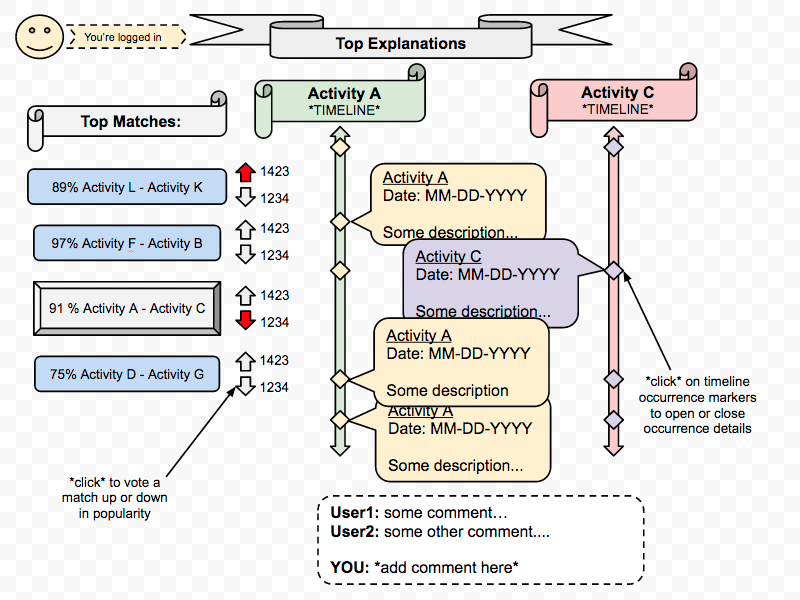 You're logged in
Top Explanations
Activity A
*TIMELINE*
Activity C
*TIMELINE*
Top Matches:
89% Activity L - Activity K
1423
1234
97% Activity F - Activity B
1423
1234
91 % Activity A - Activity C
1423
1234
75% Activity D - Activity G
1423
1234
*click* to vote a
match up or down
in popularity
Activity A
Date: MM-DD-YYYY
Some description...
Activity C
Date: MM-DD-YYYY
Some description...
Activity A
Date: MM-DD-YYYY
Some description
Activity A
Date: MM-DD-YYYY
Some description...
*click* on timeline
occurrence markers
to open or close
occurrence details
User1: some comment…
User2: some other comment....
YOU: *add comment here*